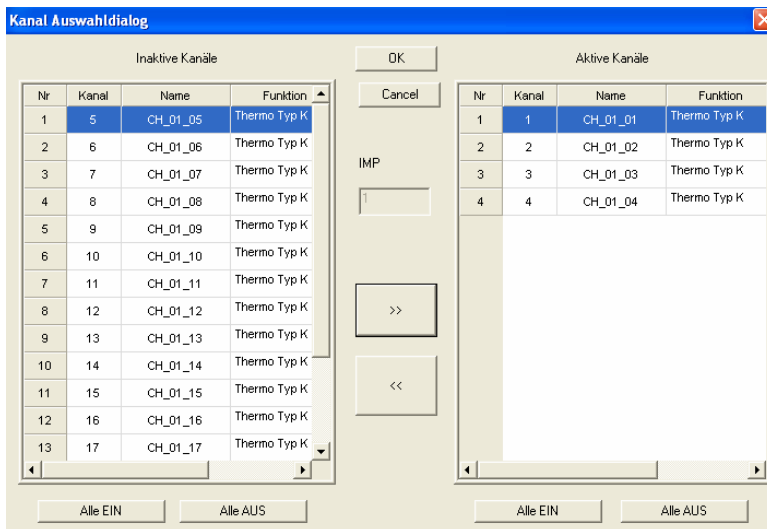 Kanal Auswahldialog
Inaktive Kanäle
OK
Aktive Kanäle
Cancel
Nr Kanal Name Funktion
1 5 CH_01_05 Thermo Typ K
2 6 CH_01_06 Thermo Typ K
3 7 CH_01_07 Thermo Typ K
4 8 CH_01_08 Thermo Typ K
5 9 CH_01_09 Thermo Typ K
6 10 CH_01_10 Thermo Typ K
7 11 CH_01_11 Thermo Typ K
8 12 CH_01_12 Thermo Typ K
9 13 CH_01_13 Thermo Typ K
10 14 CH_01_14 Thermo Typ K
11 15 CH_01_15 Thermo Typ K
12 16 CH_01_16 Thermo Typ K
13 17 CH_01_17 Thermo Typ K
Alle EIN Alle AUS
IMP
1
>>
<<
Nr Kanal Name Funktion
1 1 CH_01_01 Thermo Typ K
2 2 CH_01_02 Thermo Typ K
3 3 CH_01_03 Thermo Typ K
4 4 CH_01_04 Thermo Typ K
Alle EIN Alle AUS